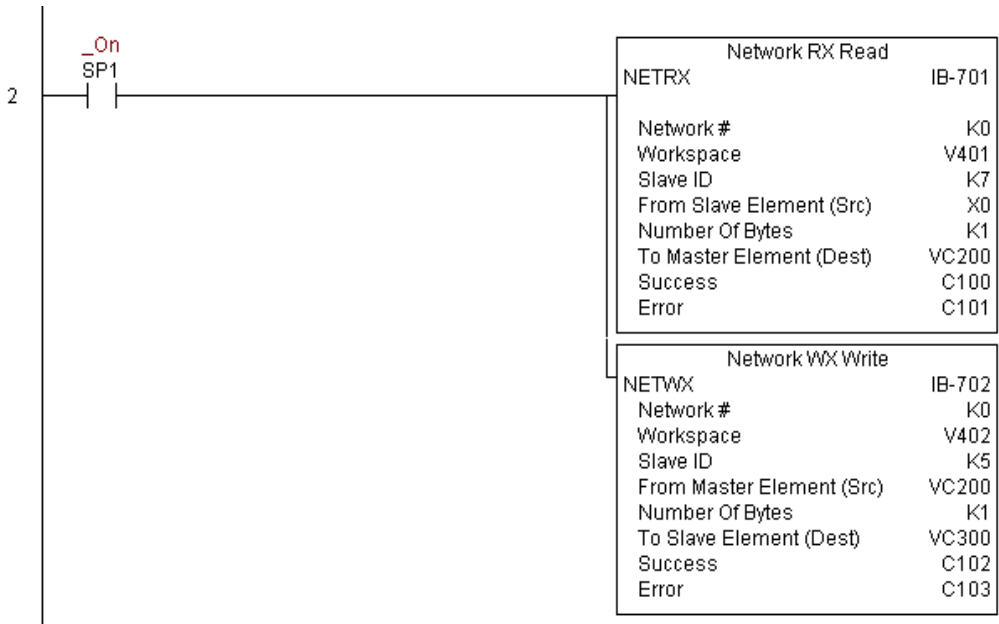 _On
SP1
2
Network RX Read
NETRX IB-701
Network # K0
Workspace V401
Slave ID K7
From Slave Element (Src) X0
Number Of Bytes K1
To Master Element (Dest) VC200
Success C100
Error C101
Network WX Write
NETWX IB-702
Network # K0
Workspace V402
Slave ID K5
From Master Element (Src) VC200
Number Of Bytes K1
To Slave Element (Dest) VC300
Success C102
Error C103